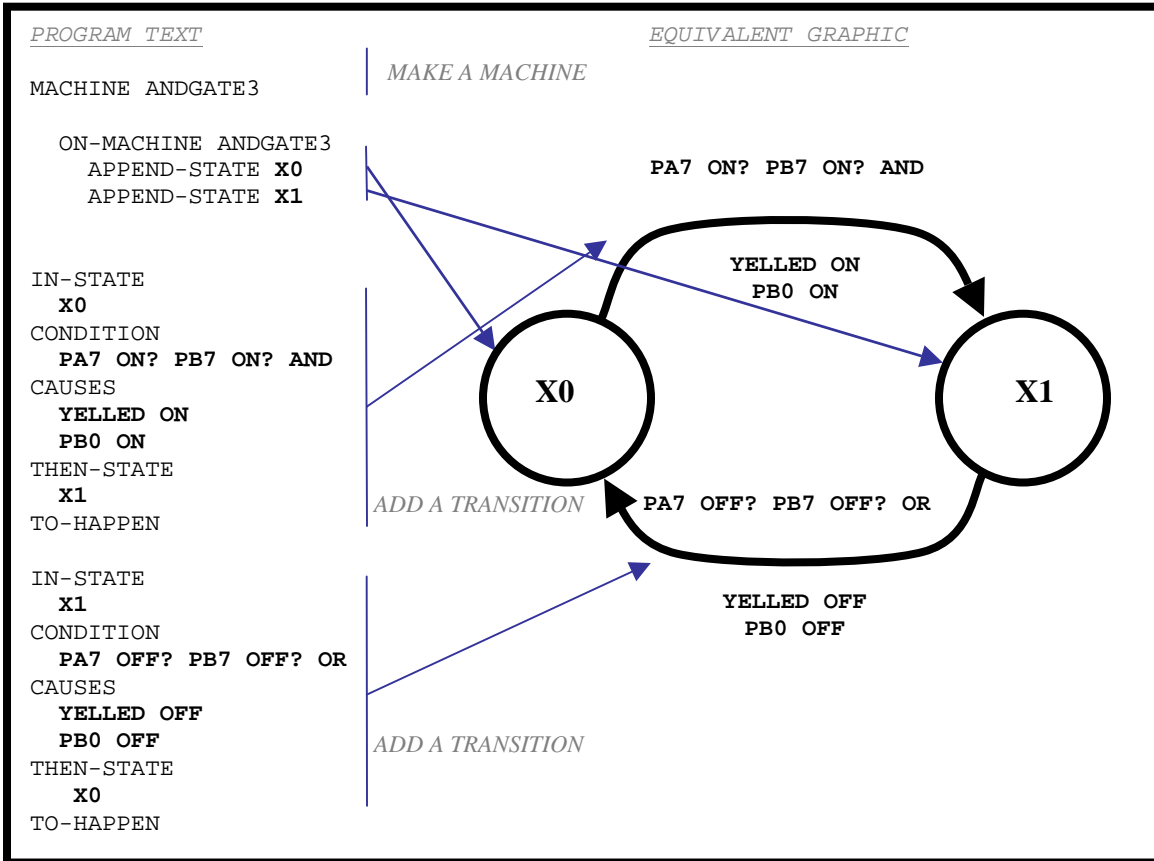 PROGRAM TEXT
MACHINE ANDGATE3
ON-MACHINE ANDGATE3
APPEND-STATE X0
APPEND-STATE X1
IN-STATE
X0
CONDITION
PA7 ON? PB7 ON? AND
CAUSES
YELLED ON
PB0 ON
THEN-STATE
X1
TO-HAPPEN
IN-STATE
X1
CONDITION
PA7 OFF? PB7 OFF? OR
CAUSES
YELLED OFF
PB0 OFF
THEN-STATE
X0
TO-HAPPEN
MAKE A MACHINE
ADD A TRANSITION
ADD A TRANSITION
EQUIVALENT GRAPHIC
PA7 ON? PB7 ON? AND
YELLED ON
PB0 ON
X0
X1
PA7 OFF? PB7 OFF? OR
YELLED OFF
PB0 OFF